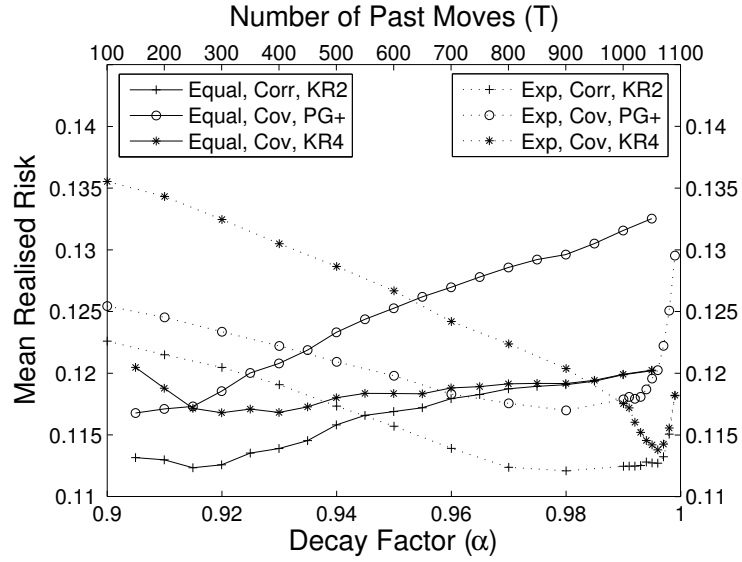 Number of Past Moves (T)
100 200 300 400 500 600 700 800 900 1000 1100
Equal, Corr, KR2
Equal, Cov, PG+
Equal, Cov, KR4
Exp, Corr, KR2
Exp, Cov, PG+
Exp, Cov, KR4
Mean Realised Risk
0.14 0.14
0.135 0.135
0.13 0.13
0.125 0.125
0.12 0.12
0.115 0.115
0.11 0.11
0.9 0.92 0.94 0.96 0.98 1
Decay Factor (α)